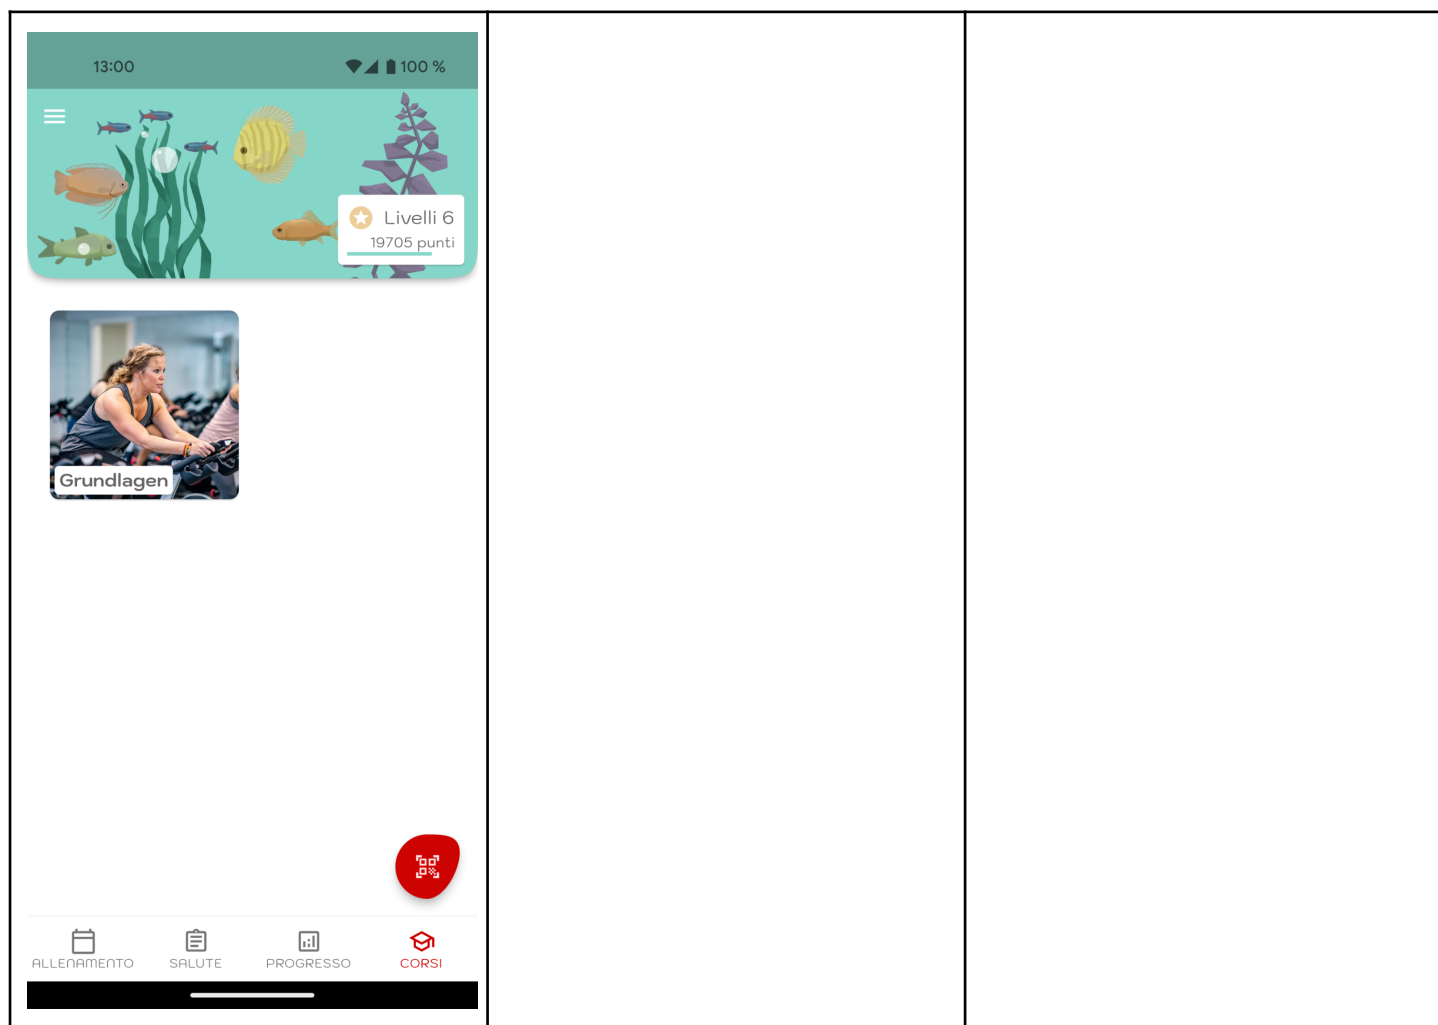 13:00
100 %
Livelli 6
19705 punti
Grundlagen
ALLENAMENTO
SALUTE
PROGRESSO
CORSI